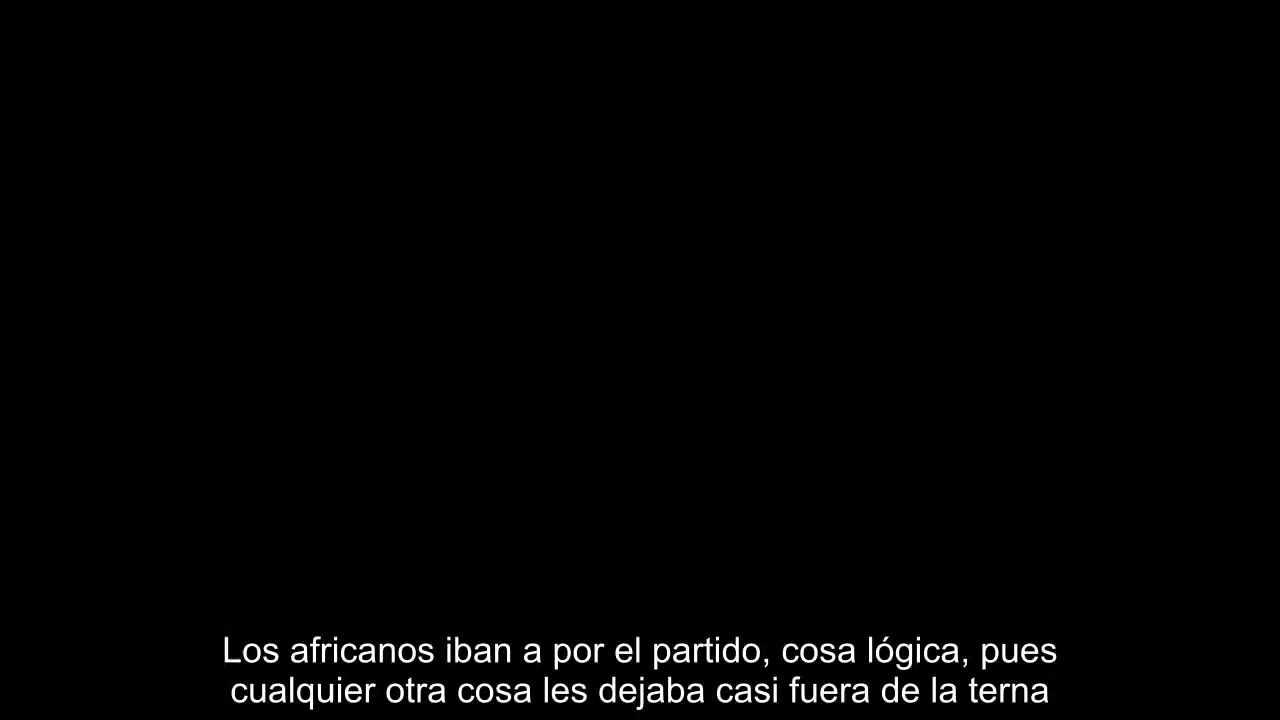 Los africanos iban a por el partido, cosa lógica, pues
cualquier otra cosa les dejaba casi fuera de la terna